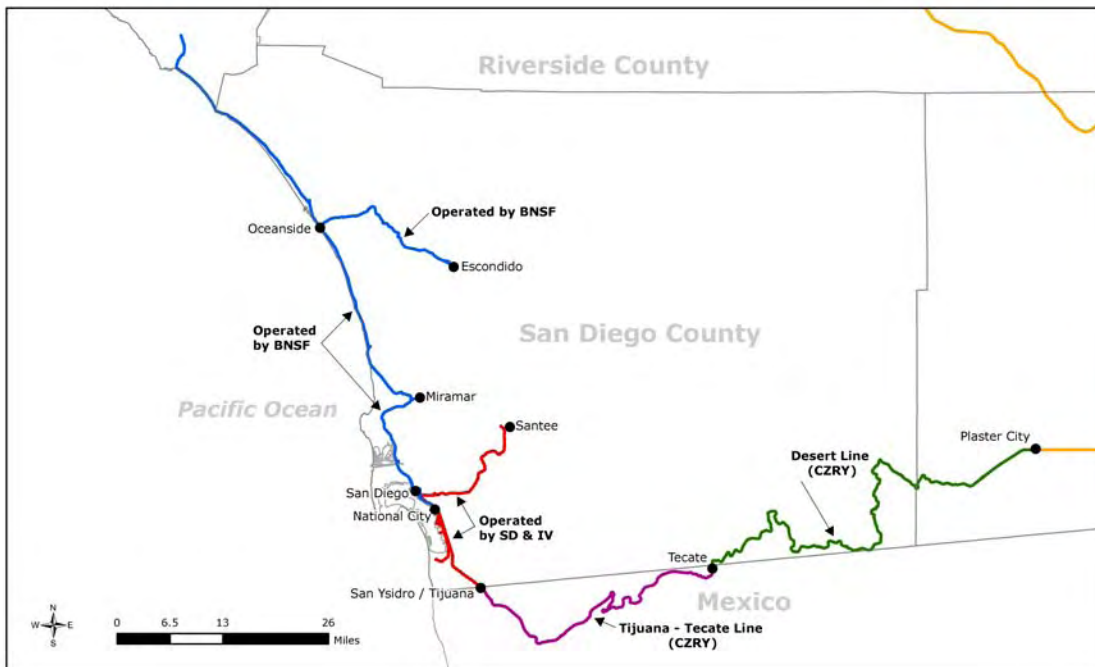 Riverside County
Operated by BNSF
Oceanside
Escondido
San Diego County
Operated
by BNSF
Pacific Ocean
Miramar
Santee
Plaster City
Desert Line
(CZRY)
San Diego
National City
Operated
by SD & IV
Tecate
San Ysidro / Tijuana
Mexico
Tijuana - Tecate Line
(CZRY)
N
W E
S
0 6.5 13 26
Miles